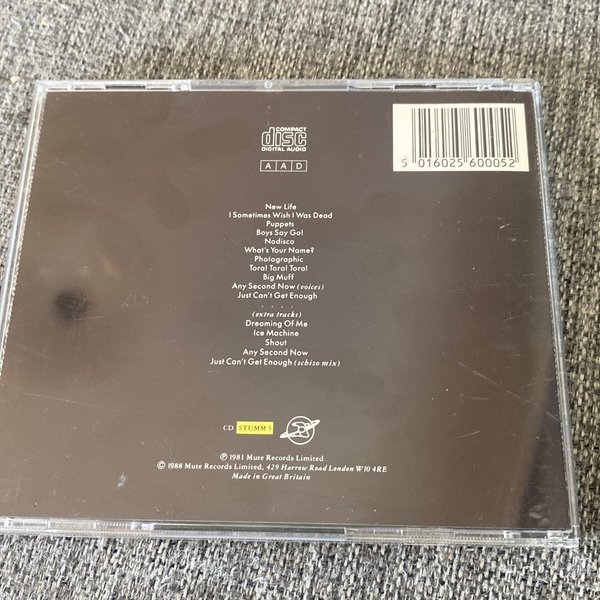 COMPACT
disc
DIGITAL AUDIO
A A D
5 016025 600052
New Life
I Sometimes Wish I Was Dead
Puppets
Boys Say Go!
Nodisco
What's Your Name?
Photographic
Tora! Tora! Tora!
Big Muff
Any Second Now (voices)
Just Can't Get Enough
. . . .
(extra tracks)
Dreaming Of Me
Ice Machine
Shout
Any Second Now
Just Can't Get Enough (schizo mix)
CD STUMM 5
℗ 1981 Mute Records Limited
© 1988 Mute Records Limited, 429 Harrow Road London W10 4RE
Made in Great Britain